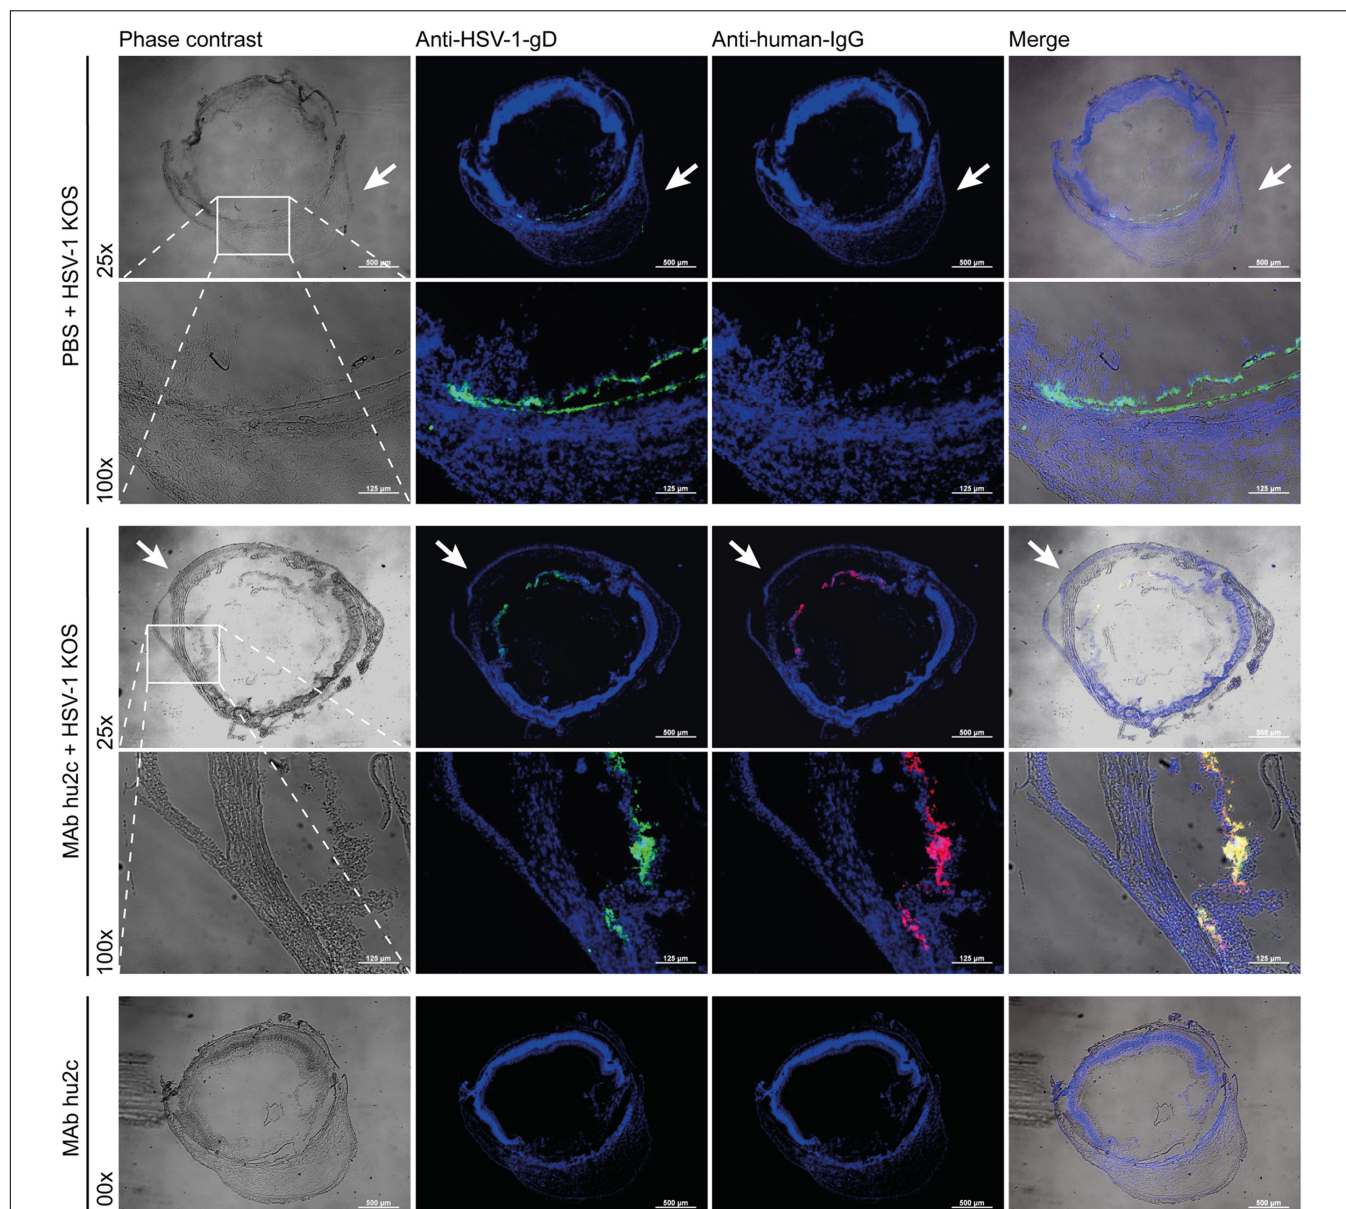 Phase contrast Anti-HSV-1-gD Anti-human-IgG Merge
PBS + HSV-1 KOS
25x
500 µm 500 µm 500 µm 500 µm
100x
125 µm 125 µm 125 µm 125 µm
MAb hu2c + HSV-1 KOS
25x
500 µm 500 µm 500 µm 500 µm
100x
125 µm 125 µm 125 µm 125 µm
MAb hu2c
00x
500 µm 500 µm 500 µm 500 µm